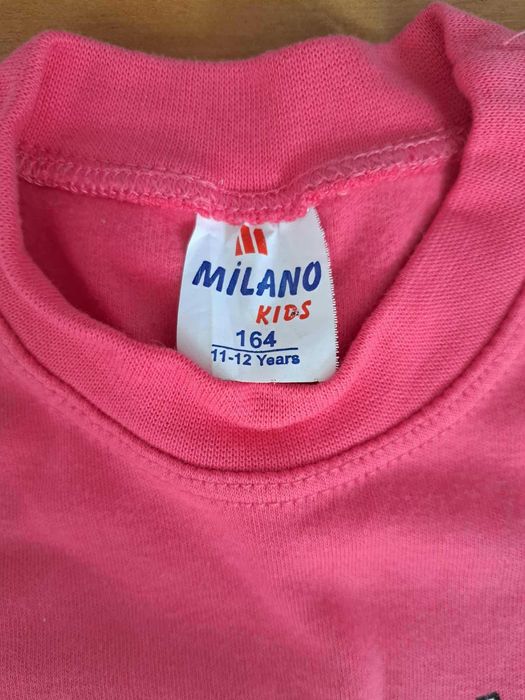 MiLANO
KIDS
164
11-12 Years